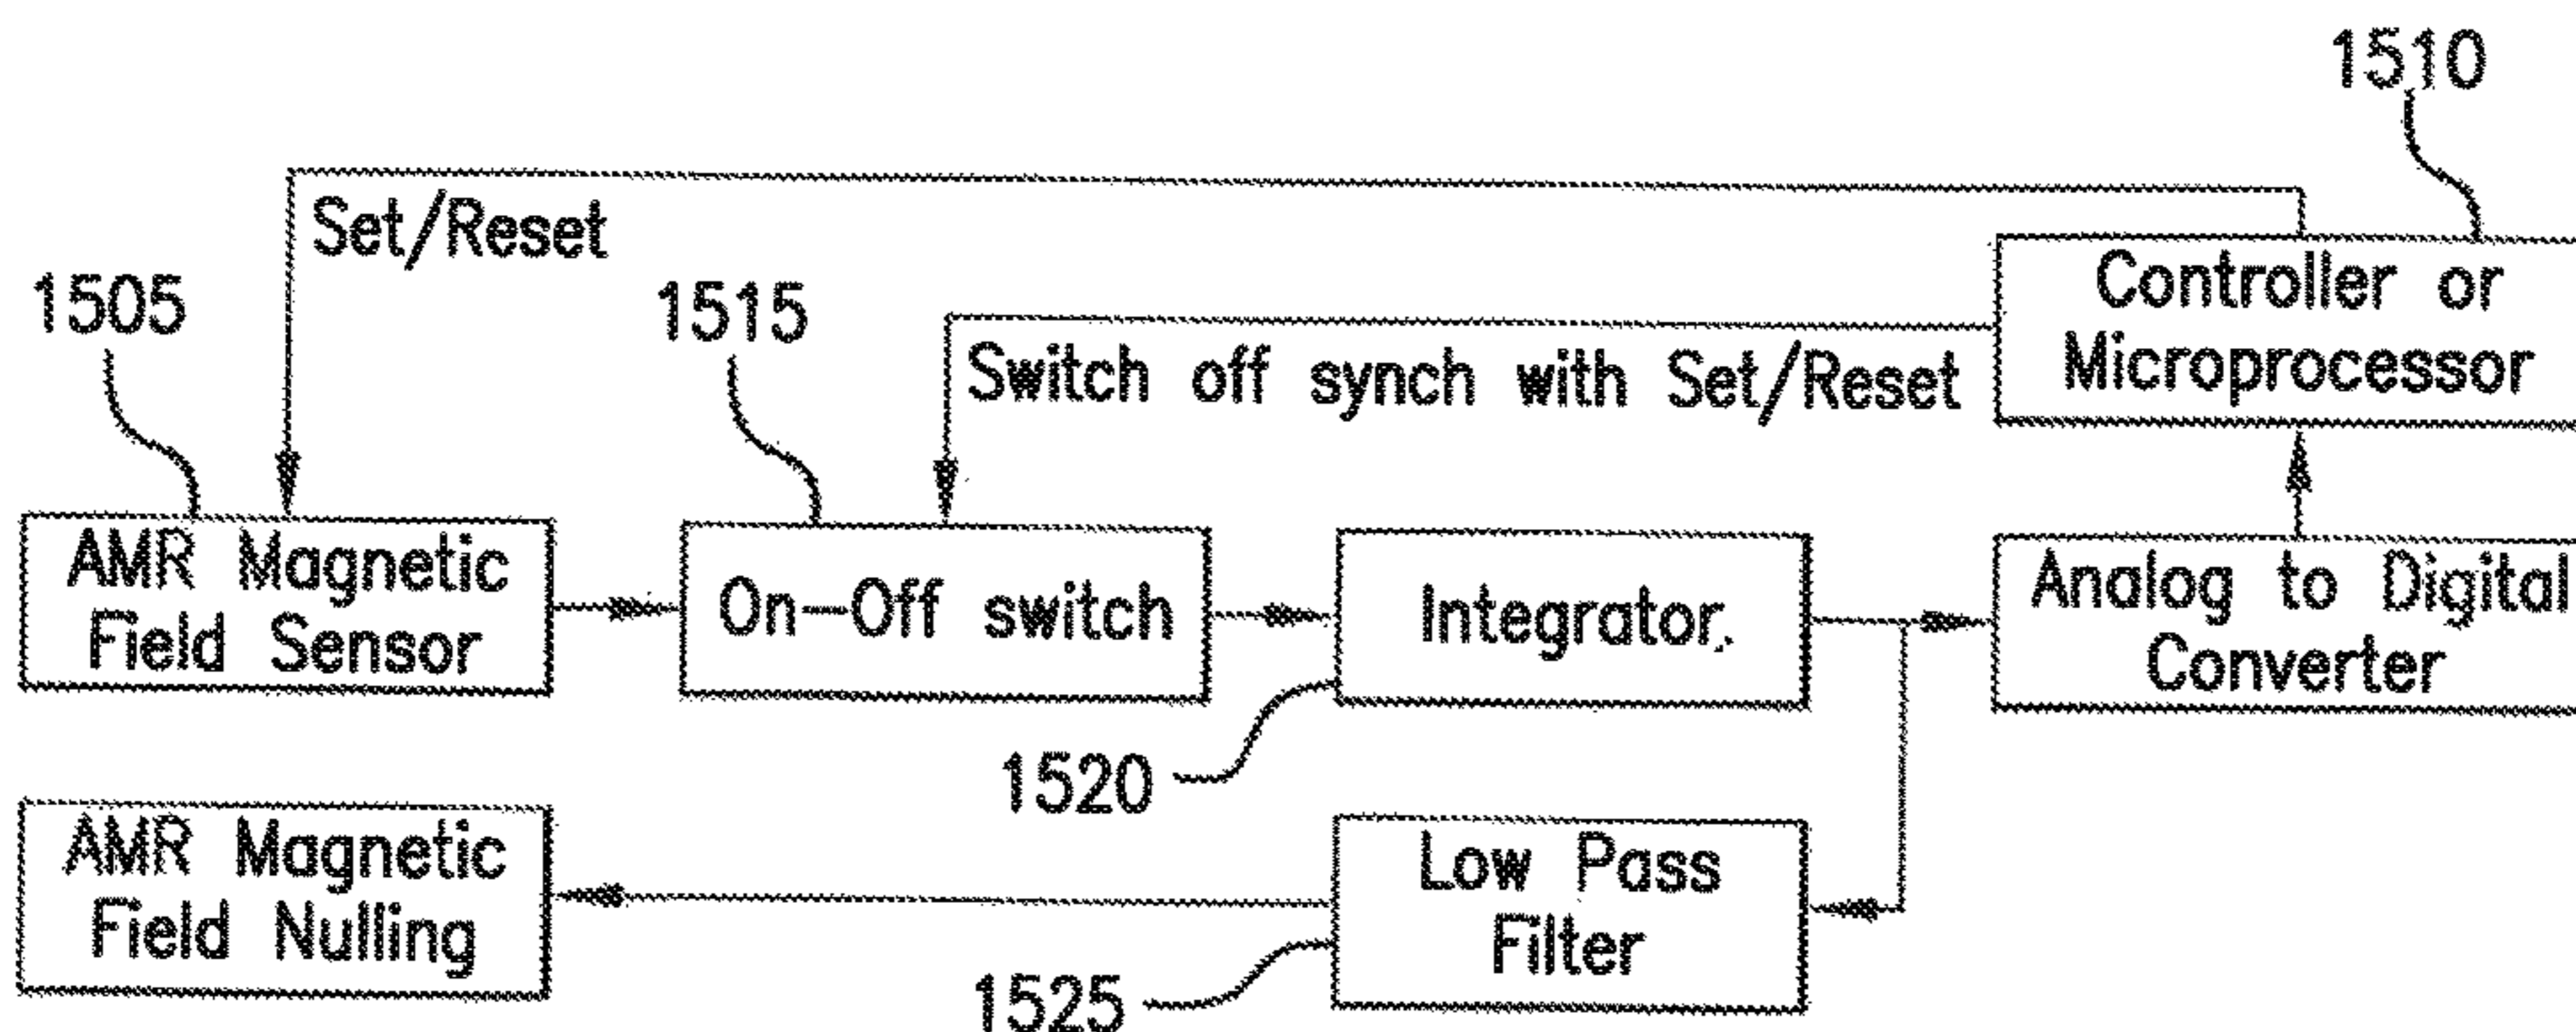 1510
Set/Reset
Controller or
Microprocessor
1505
1515
Switch off synch with Set/Reset
AMR Magnetic
Field Sensor
On-Off switch
Integrator.
Analog to Digital
Converter
1520
AMR Magnetic
Field Nulling
Low Pass
Filter
1525